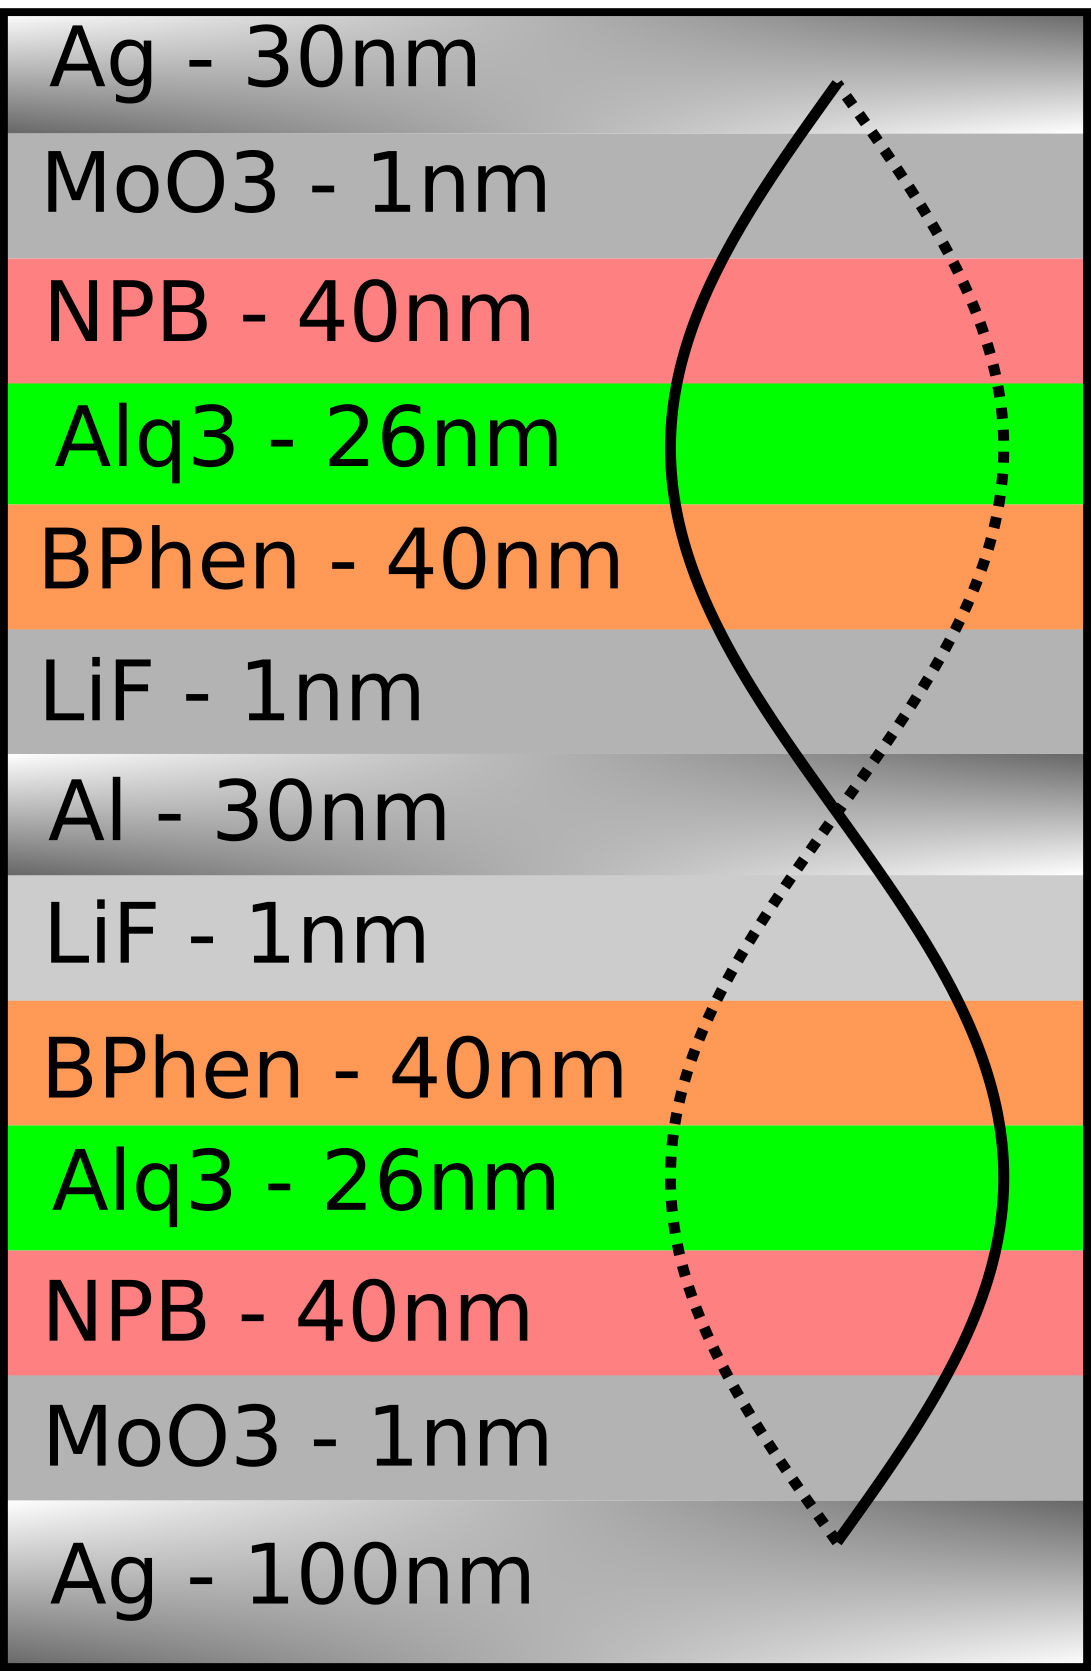 Ag - 30nm
MoO3 - 1nm
NPB - 40nm
Alq3 - 26nm
BPhen - 40nm
LiF - 1nm
Al - 30nm
LiF - 1nm
BPhen - 40nm
Alq3 - 26nm
NPB - 40nm
MoO3 - 1nm
Ag - 100nm